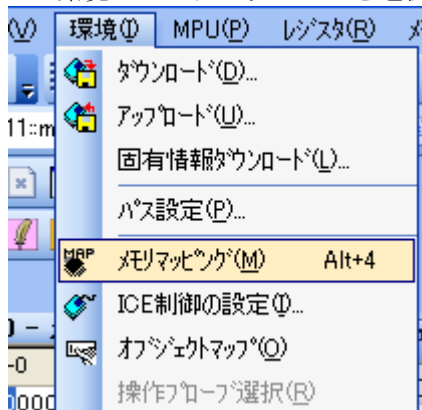 (V) 環境(I) MPU(P) レジスタ(R)
ダウンロード(D)...
アップロード(U)...
11::m
固有情報ダウンロード(L)...
パス設定(P)...
MAP メモリマッピング(M) Alt+4
ICE制御の設定(I)...
オブジェクトマップ(O)
-0
操作プローブ選択(R)